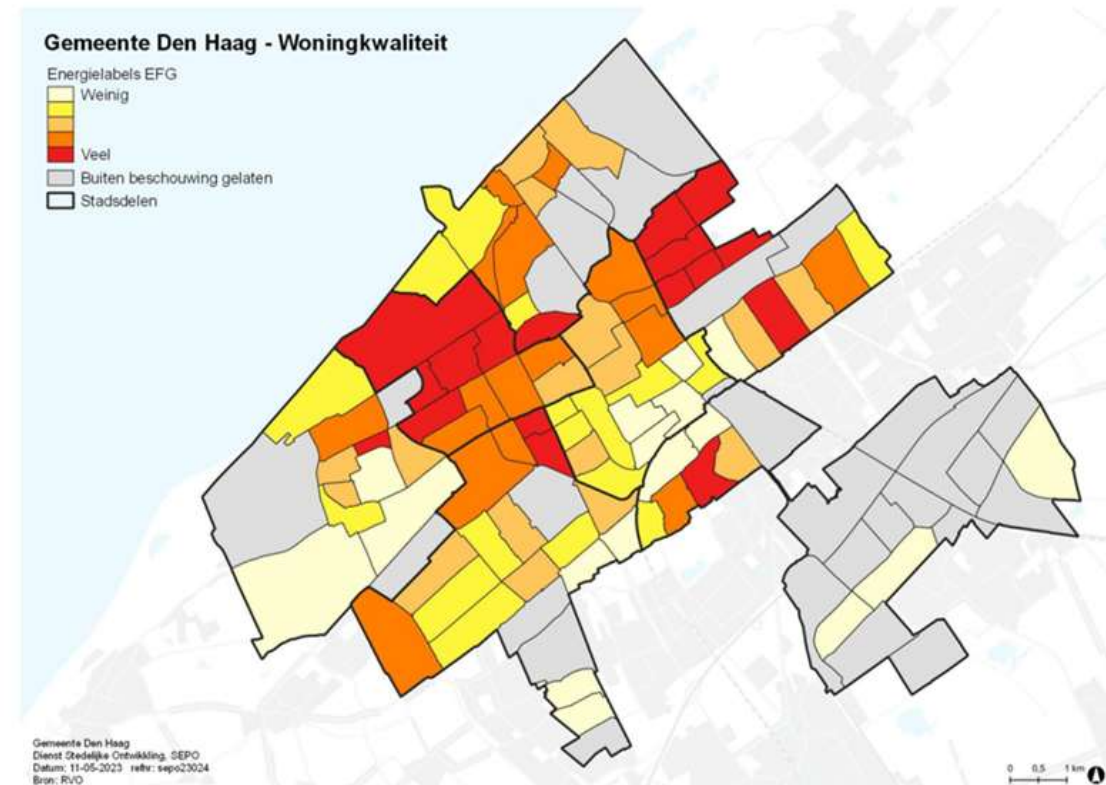 Gemeente Den Haag - Woningkwaliteit
Energielabels EFG
Weinig
Veel
Buiten beschouwing gelaten
Stadsdelen
Gemeente Den Haag
Dienst Stedelijke Ontwikkling, SEPO
Datum: 11-05-2023 refnr: sepo23024
Bron: RVO
0 0,5 1 km